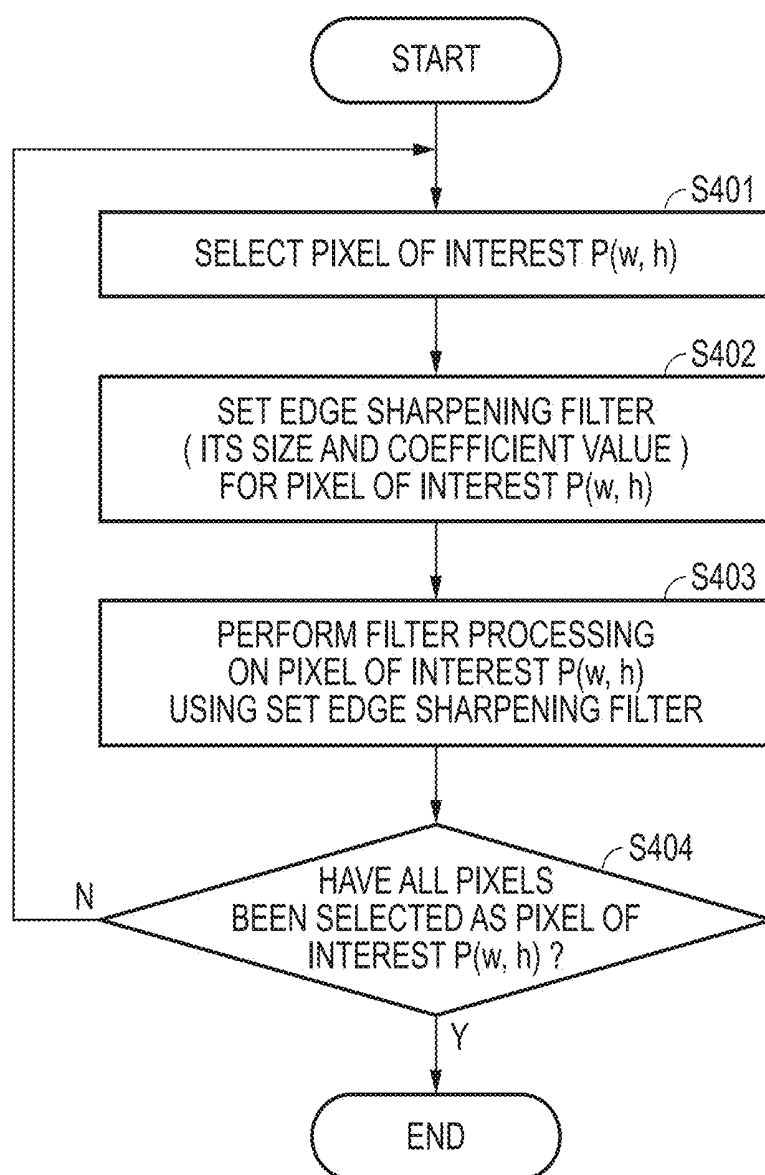 START
S401
SELECT PIXEL OF INTEREST P(w, h)
S402
SET EDGE SHARPENING FILTER
( ITS SIZE AND COEFFICIENT VALUE )
FOR PIXEL OF INTEREST P(w, h)
S403
PERFORM FILTER PROCESSING
ON PIXEL OF INTEREST P(w, h)
USING SET EDGE SHARPENING FILTER
S404
HAVE ALL PIXELS
BEEN SELECTED AS PIXEL OF
INTEREST P(w, h) ?
N
Y
END